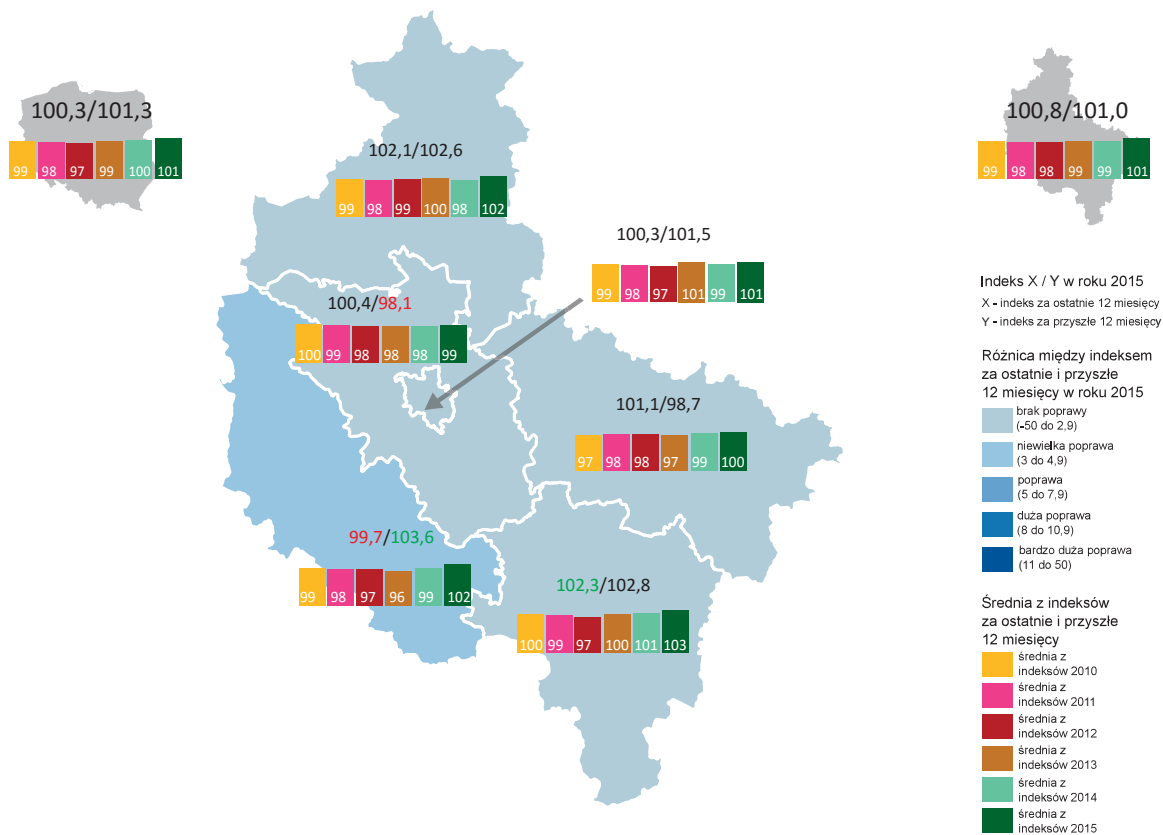 100,3/101,3
99 98 97 99 100 101
100,8/101,0
99 98 98 99 99 101
102,1/102,6
99 98 99 100 98 102
100,3/101,5
99 98 97 101 99 101
100,4/98,1
100 99 98 98 98 99
101,1/98,7
97 98 98 97 99 100
99,7/103,6
99 98 97 96 99 102
102,3/102,8
100 99 97 100 101 103
Indeks X / Y w roku 2015
X - indeks za ostatnie 12 miesięcy
Y - indeks za przyszłe 12 miesięcy
Różnica między indeksem
za ostatnie i przyszłe
12 miesięcy w roku 2015
brak poprawy
(-50 do 2,9)
niewielka poprawa
(3 do 4,9)
poprawa
(5 do 7,9)
duża poprawa
(8 do 10,9)
bardzo duża poprawa
(11 do 50)
Średnia z indeksów
za ostatnie i przyszłe
12 miesięcy
średnia z
indeksów 2010
średnia z
indeksów 2011
średnia z
indeksów 2012
średnia z
indeksów 2013
średnia z
indeksów 2014
średnia z
indeksów 2015